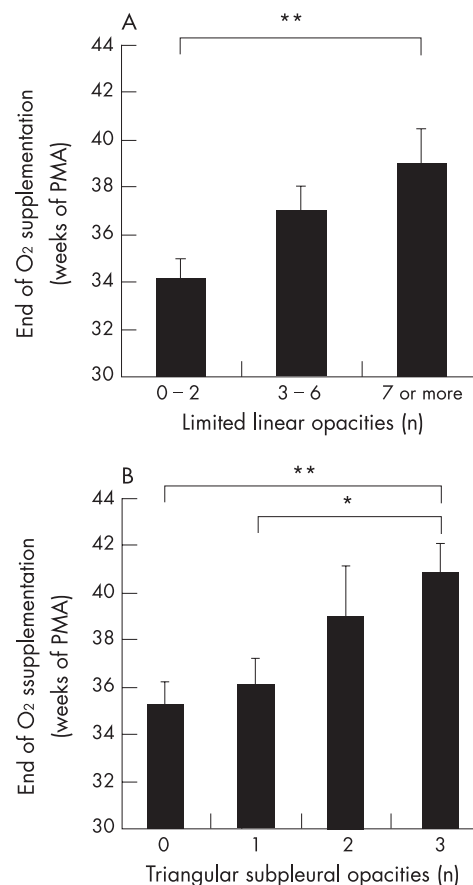 A
**
44
42
40
38
36
34
32
30
End of O2 supplementation
(weeks of PMA)
0 – 2 3 – 6 7 or more
Limited linear opacities (n)
B
**
*
44
42
40
38
36
34
32
30
End of O2 ssupplementation
(weeks of PMA)
0 1 2 3
Triangular subpleural opacities (n)